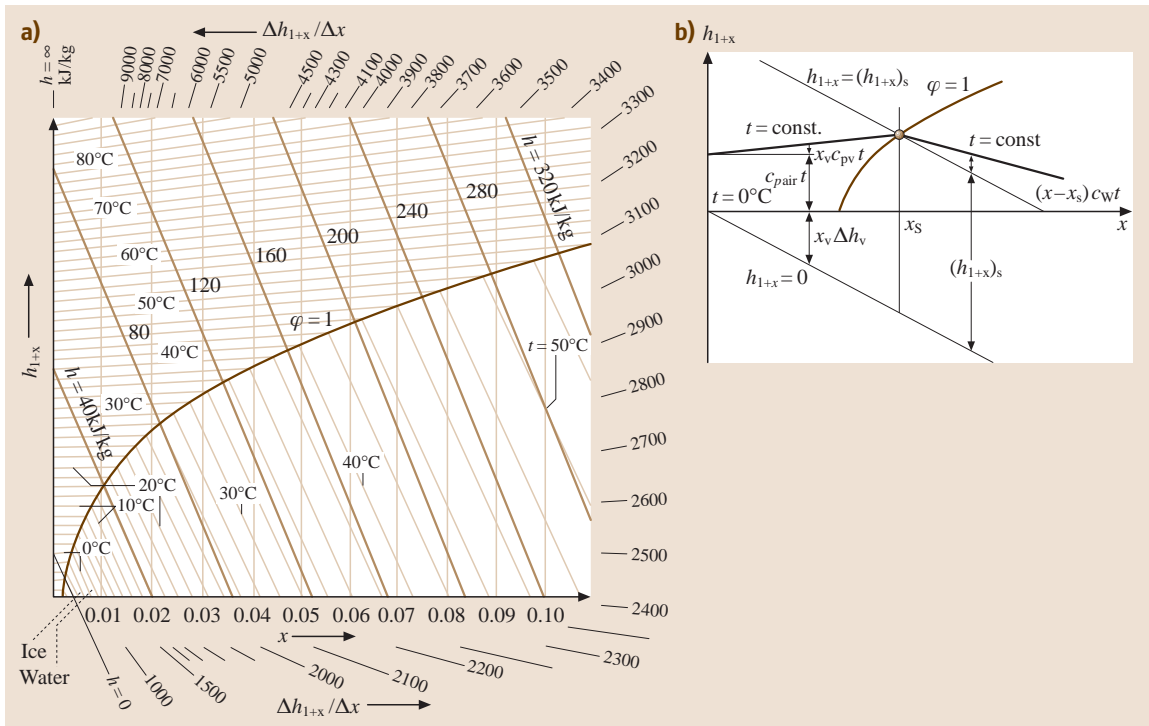 a)
Δh1+x/Δx
h = ∞
kJ/kg
9000
8000
7000
6000
5500
5000
4500
4300
4100
4000
3900
3800
3700
3600
3500
3400
3300
3200
3100
3000
2900
2800
2700
2600
2500
2400
2300
80°C
70°C
60°C
50°C
40°C
30°C
20°C
10°C
0°C
h = 40kJ/kg
80
120
160
200
240
280
h = 320kJ/kg
φ = 1
t = 50°C
40°C
30°C
h1+x
0.01 0.02 0.03 0.04 0.05 0.06 0.07 0.08 0.09 0.10
x
Ice
Water
h = 0
1000
1500
2000
2100
2200
Δh1+x/Δx
b)
h1+x
h1+x = (h1+x)s
φ = 1
t = const.
t = const
xv cpv t
cpair t
t = 0°C
(x–xs) cW t
xS
x
xv Δhv
(h1+x)s
h1+x = 0